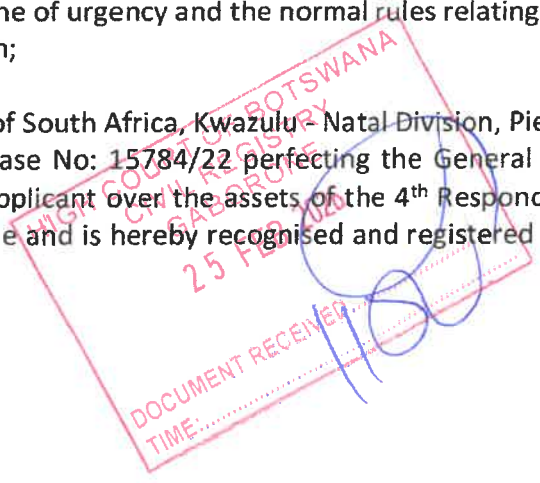 ne of urgency and the normal rules relating
n;
of South Africa, Kwazulu - Natal Division, Pie
ase No: 15784/22 perfecting the General
pplicant over the assets of the 4th Respond
e and is hereby recognised and registered
HIGH COURT OF BOTSWANA
CIVIL REGISTRY
GABORONE
25 FEB
DOCUMENT RECEIVED
TIME: